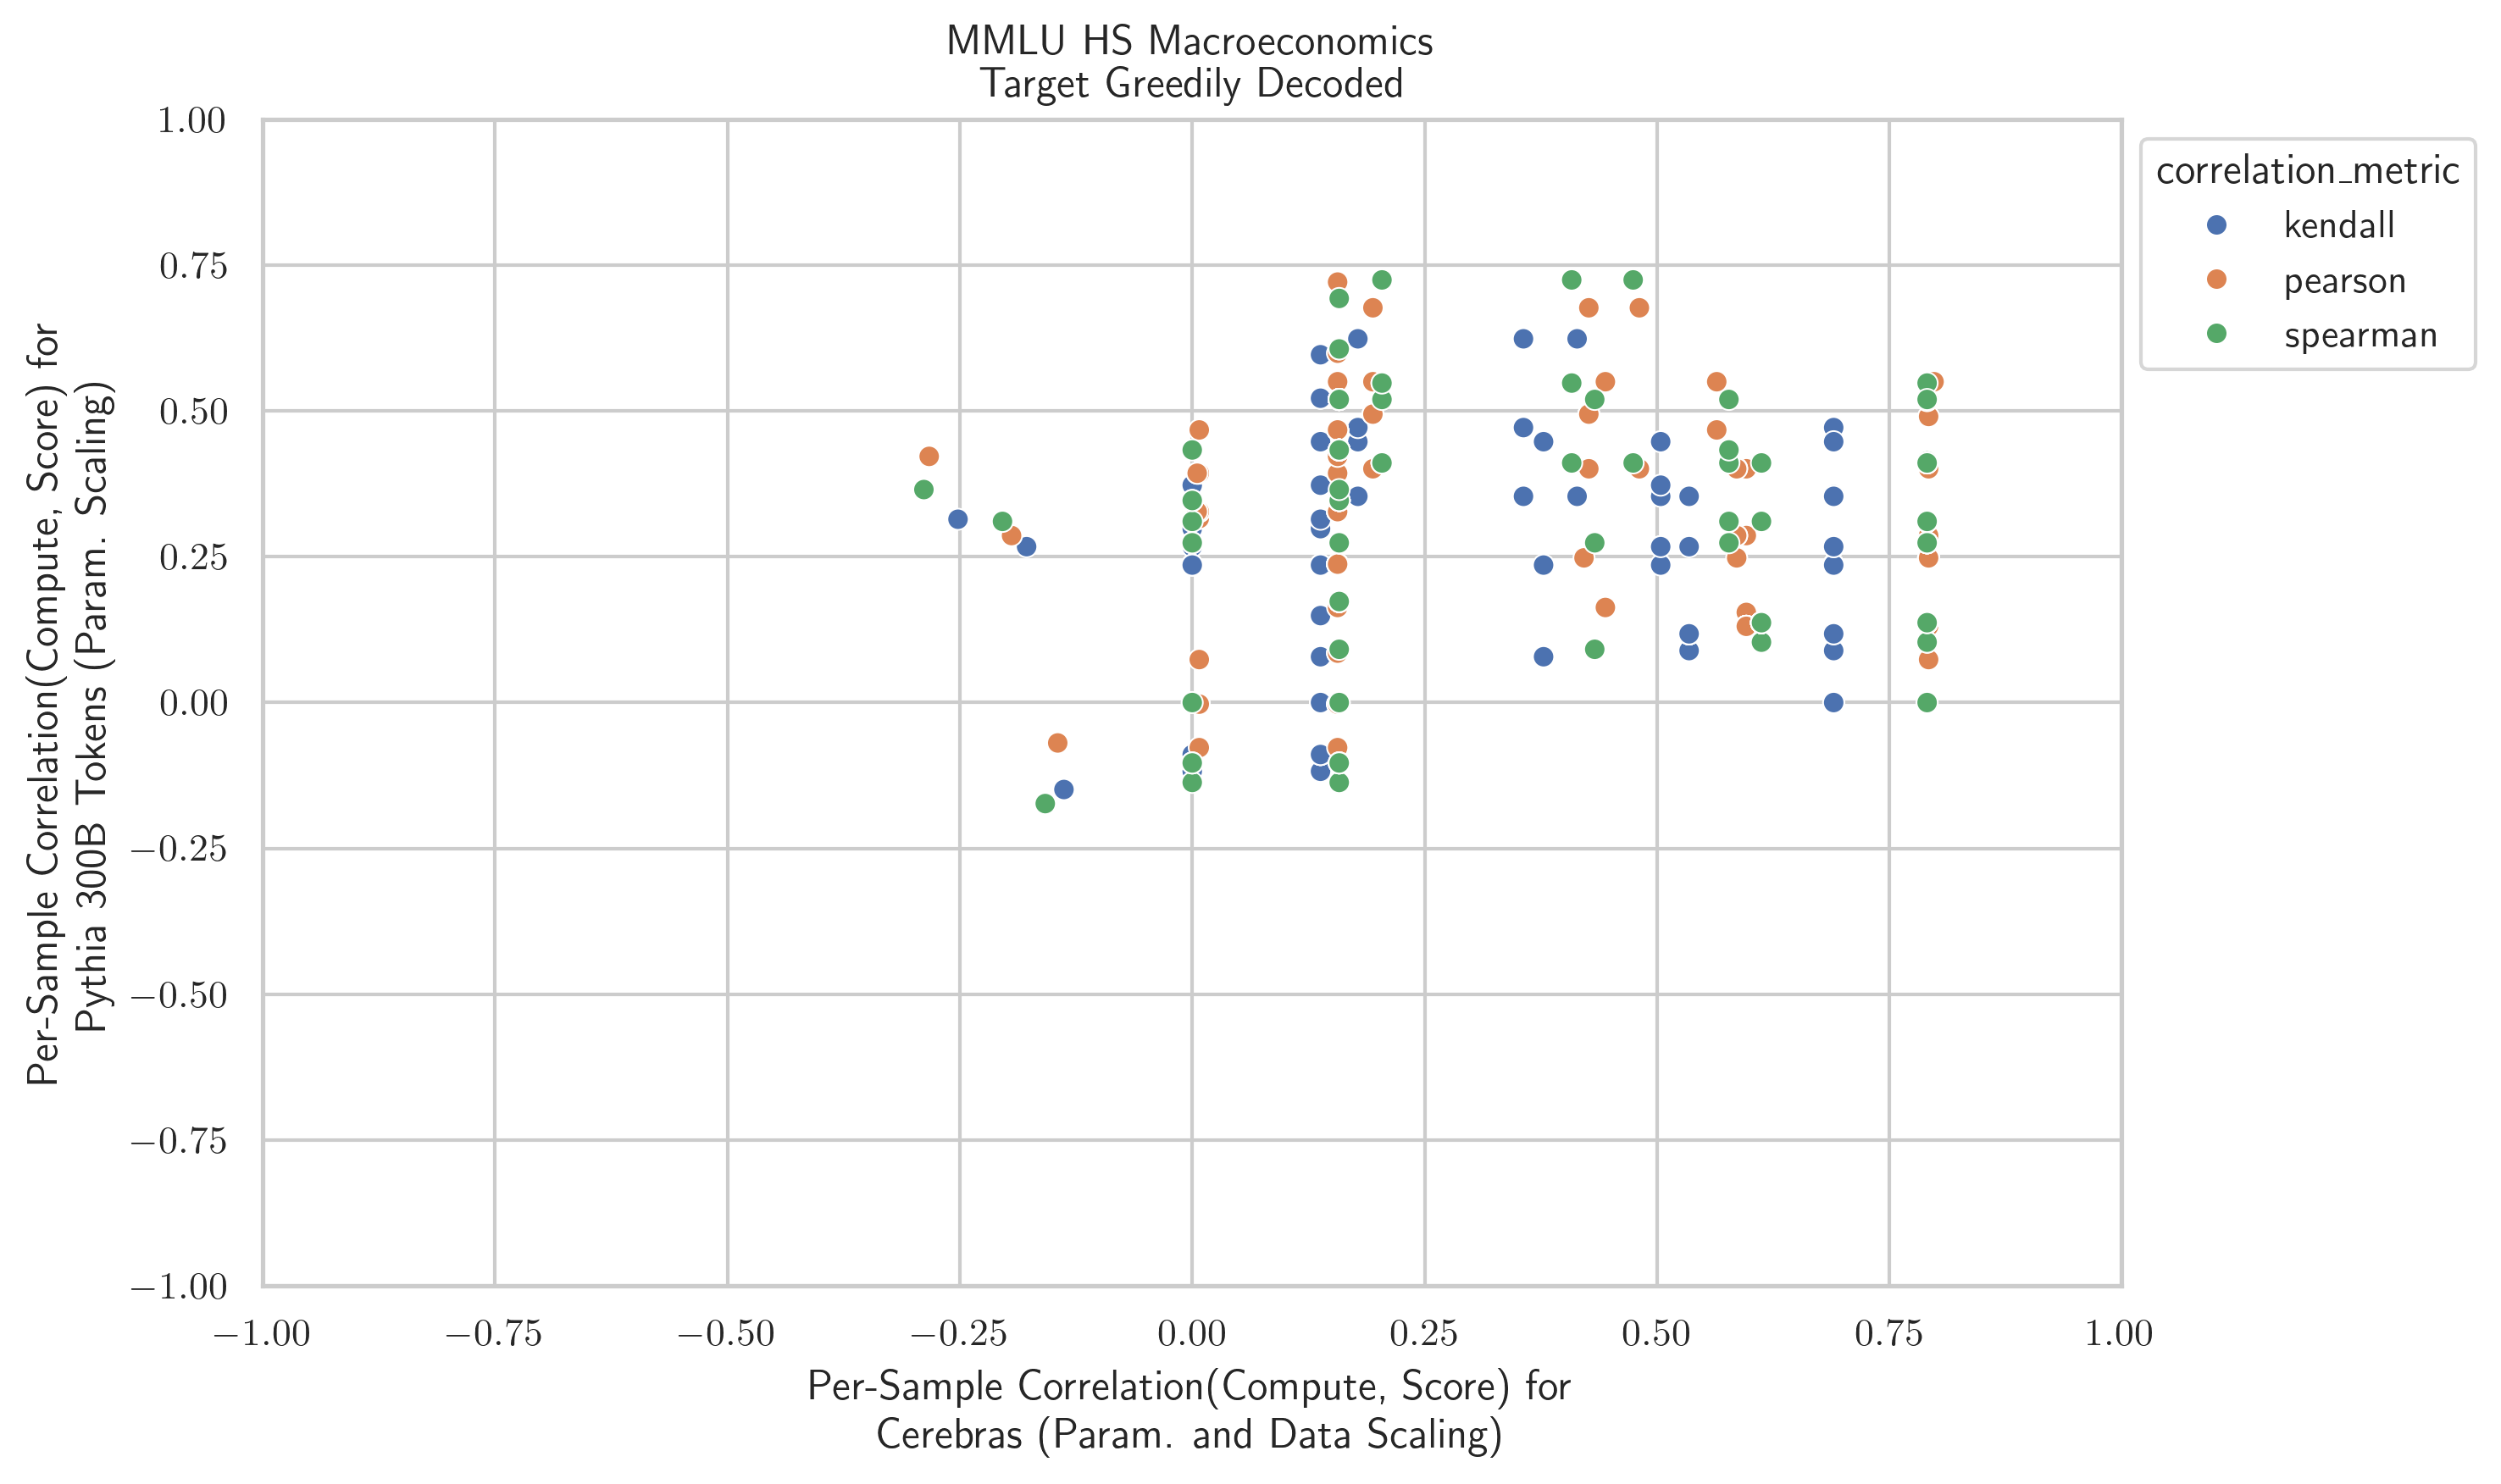 MMLU HS Macroeconomics
Target Greedily Decoded
1.00
0.75
0.50
0.25
0.00
−0.25
−0.50
−0.75
−1.00
Per-Sample Correlation(Compute, Score) for
Pythia 300B Tokens (Param. Scaling)
correlation_metric
kendall
pearson
spearman
−1.00 −0.75 −0.50 −0.25 0.00 0.25 0.50 0.75 1.00
Per-Sample Correlation(Compute, Score) for
Cerebras (Param. and Data Scaling)